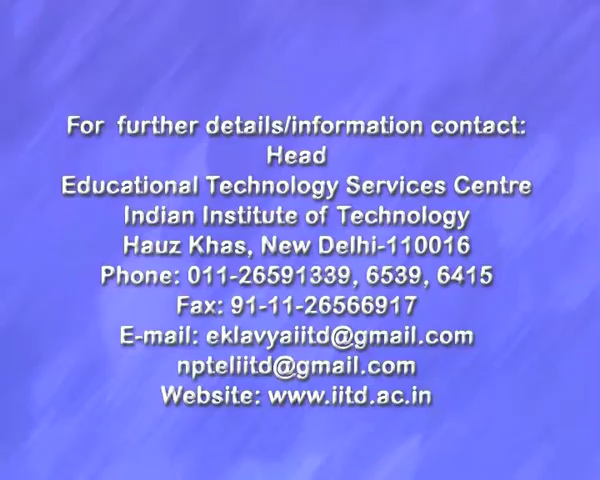 For further details/information contact:
Head
Educational Technology Services Centre
Indian Institute of Technology
Hauz Khas, New Delhi-110016
Phone: 011-26591339, 6539, 6415
Fax: 91-11-26566917
E-mail: eklavyaiitd@gmail.com
npteliitd@gmail.com
Website: www.iitd.ac.in